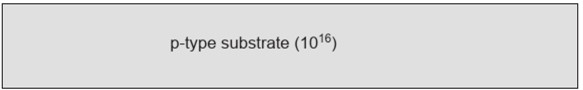 p-type substrate (10¹⁶)